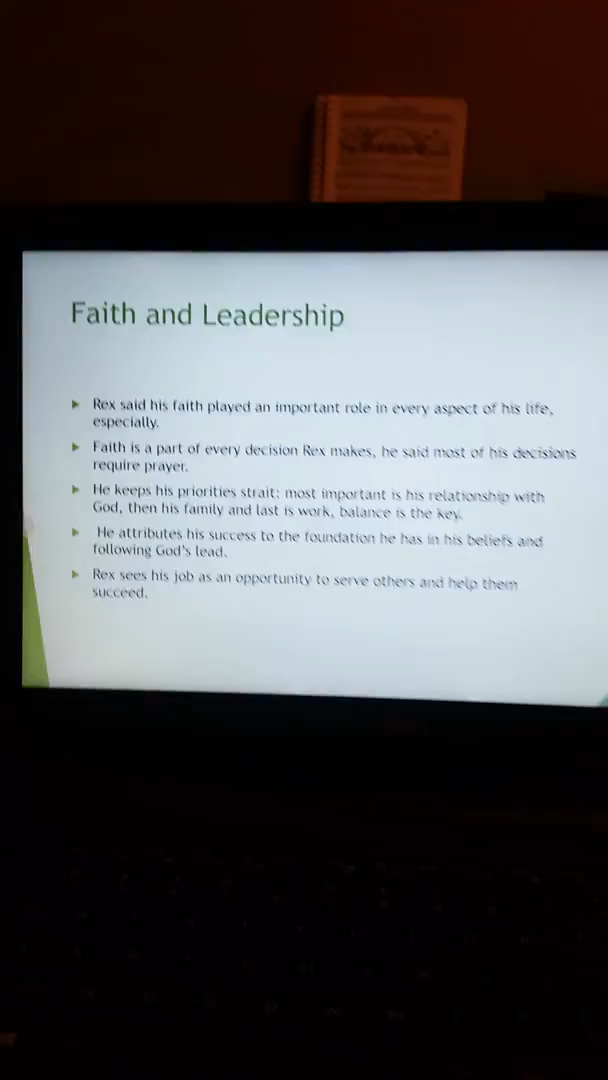 Faith and Leadership
Rex said his faith played an important role in every aspect of his life,
especially.
Faith is a part of every decision Rex makes, he said most of his decisions
require prayer.
He keeps his priorities strait: most important is his relationship with
God, then his family and last is work, balance is the key.
He attributes his success to the foundation he has in his beliefs and
following God's lead.
Rex sees his job as an opportunity to serve others and help them
succeed.